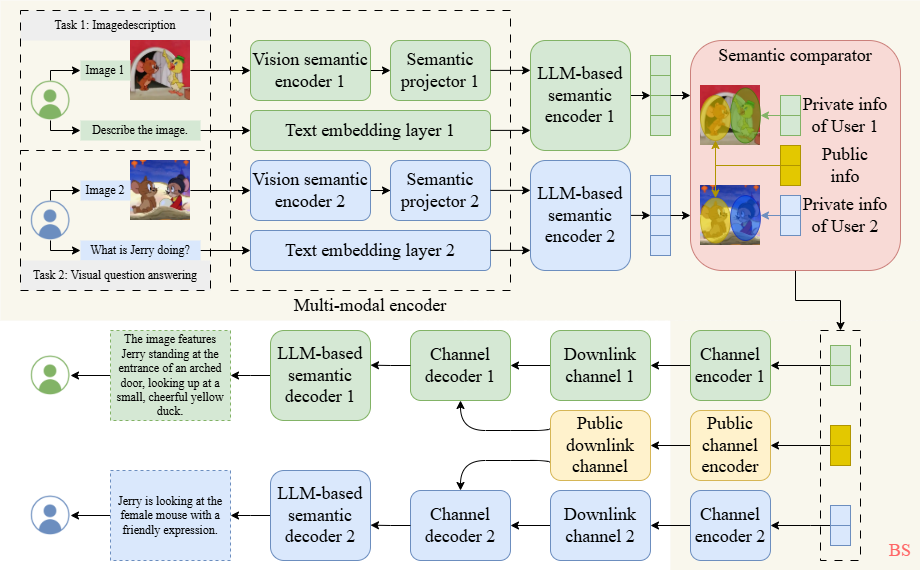 Task 1: Imagedescription
Image 1
Describe the image.
Vision semantic
encoder 1
Semantic
projector 1
Text embedding layer 1
LLM-based
semantic
encoder 1
Image 2
What is Jerry doing?
Task 2: Visual question answering
Vision semantic
encoder 2
Semantic
projector 2
Text embedding layer 2
LLM-based
semantic
encoder 2
Multi-modal encoder
Semantic comparator
Private info
of User 1
Public
info
Private info
of User 2
The image features
Jerry standing at the
entrance of an arched
door, looking up at a
small, cheerful yellow
duck.
LLM-based
semantic
decoder 1
Channel
decoder 1
Downlink
channel 1
Channel
encoder 1
Public
downlink
channel
Public
channel
encoder
Jerry is looking at the
female mouse with a
friendly expression.
LLM-based
semantic
decoder 2
Channel
decoder 2
Downlink
channel 2
Channel
encoder 2
BS